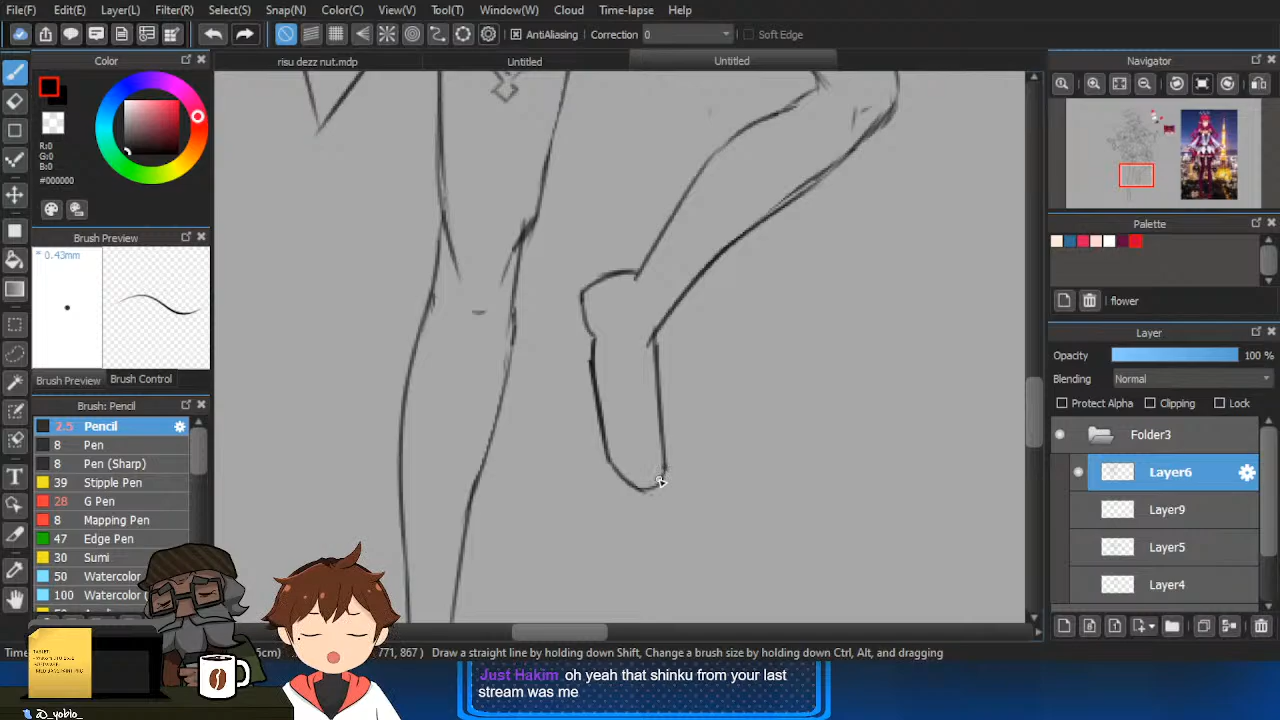 File(F) Edit(E) Layer(L) Filter(R) Select(S) Snap(N) Color(C) View(V) Tool(T) Window(W) Cloud Time-lapse Help
AntiAliasing Correction 0 Soft Edge
Color
risu dezz nut.mdp Untitled Untitled
Navigator
R:0
G:0
B:0
#000000
Brush Preview
Palette
* 0.43mm
flower
Layer
Opacity 100 %
Blending Normal
Brush Preview Brush Control
Protect Alpha Clipping Lock
Brush: Pencil
2.5 Pencil
8 Pen
8 Pen (Sharp)
39 Stipple Pen
28 G Pen
8 Mapping Pen
47 Edge Pen
30 Sumi
50 Watercolor
100 Watercolor
Folder3
Layer6
Layer9
Layer5
Layer4
771, 867 ) Draw a straight line by holding down Shift, Change a brush size by holding down Ctrl, Alt, and dragging
Just Hakim oh yeah that shinku from your last
stream was me